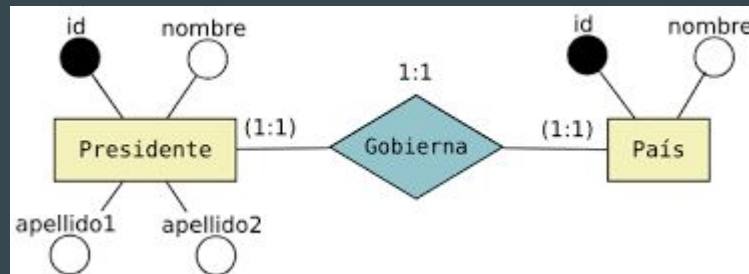 id nombre id nombre
1:1
Presidente (1:1) Gobierna (1:1) País
apellido1 apellido2